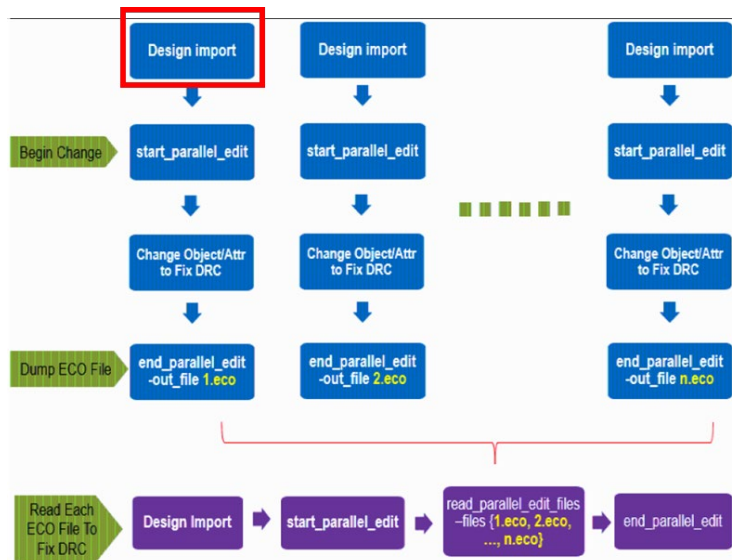 Design import
Design import
Design import
Begin Change
start_parallel_edit
start_parallel_edit
start_parallel_edit
Change Object/Attr
to Fix DRC
Change Object/Attr
to Fix DRC
Change Object/Attr
to Fix DRC
Dump ECO File
end_parallel_edit
-out_file 1.eco
end_parallel_edit
-out_file 2.eco
end_parallel_edit
-out_file n.eco
Read Each
ECO File To
Fix DRC
Design Import
start_parallel_edit
read_parallel_edit_files
–files {1.eco, 2.eco,
..., n.eco}
end_parallel_edit